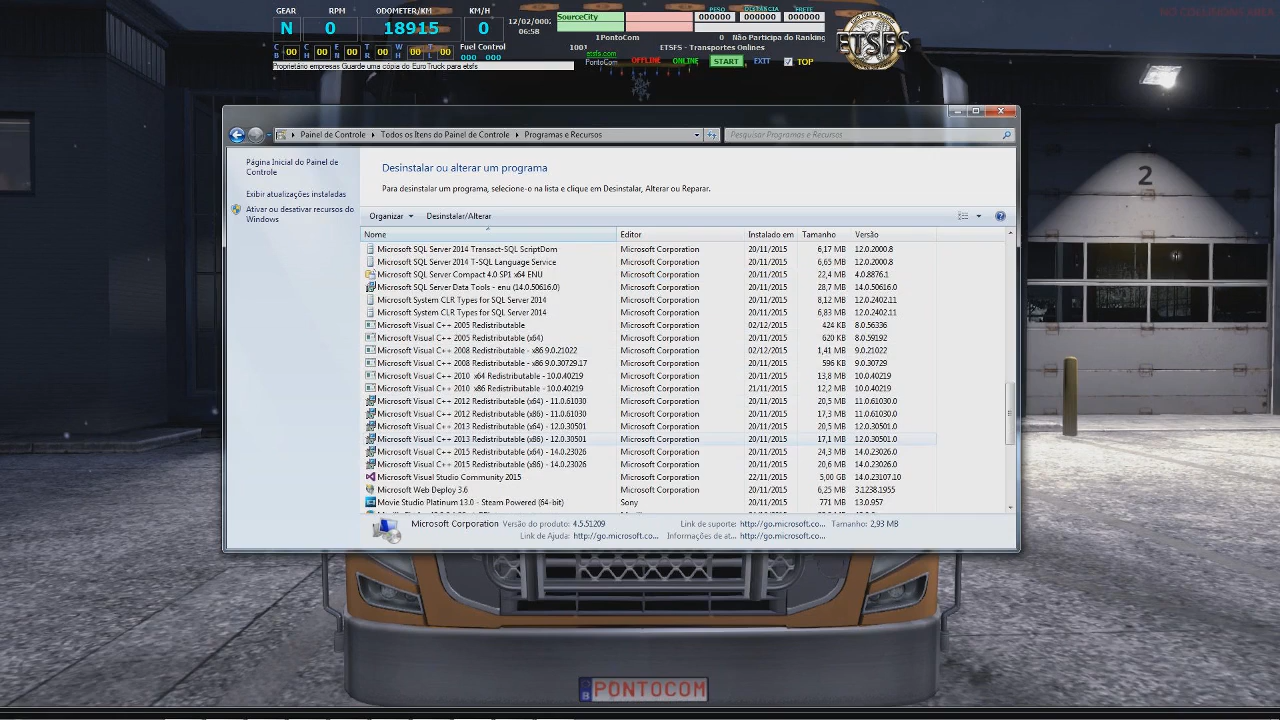 GEAR RPM ODOMETER/KM KM/H
N 0 18915 0
12/02/000
06:58
SourceCity
PESO DISTÂNCIA FRETE
000000 000000 000000
1PontoCom 0 Não Participa do Ranking
1003 ETSFS - Transportes Onlines
C B 00 C H 00 E N 00 T R 00 W H 00 T L 00
Fuel Control
000 000
etsfs.com
PontoCom OFFLINE ONLINE START EXIT TOP
Proprietário empresas Guarde uma cópia do EuroTruck para etsfs
ETSFS
2
Painel de Controle Todos os Itens do Painel de Controle Programas e Recursos
Pesquisar Programas e Recursos
Página Inicial do Painel de Controle
Exibir atualizações instaladas
Ativar ou desativar recursos do Windows
Desinstalar ou alterar um programa
Para desinstalar um programa, selecione-o na lista e clique em Desinstalar, Alterar ou Reparar.
Organizar Desinstalar/Alterar
Nome Editor Instalado em Tamanho Versão
Microsoft SQL Server 2014 Transact-SQL ScriptDom Microsoft Corporation 20/11/2015 6,17 MB 12.0.2000.8
Microsoft SQL Server 2014 T-SQL Language Service Microsoft Corporation 20/11/2015 6,65 MB 12.0.2000.8
Microsoft SQL Server Compact 4.0 SP1 x64 ENU Microsoft Corporation 20/11/2015 22,4 MB 4.0.8876.1
Microsoft SQL Server Data Tools - enu (14.0.50616.0) Microsoft Corporation 20/11/2015 28,7 MB 14.0.50616.0
Microsoft System CLR Types for SQL Server 2014 Microsoft Corporation 20/11/2015 8,12 MB 12.0.2402.11
Microsoft System CLR Types for SQL Server 2014 Microsoft Corporation 20/11/2015 6,83 MB 12.0.2402.11
Microsoft Visual C++ 2005 Redistributable Microsoft Corporation 02/12/2015 424 KB 8.0.56336
Microsoft Visual C++ 2005 Redistributable (x64) Microsoft Corporation 20/11/2015 620 KB 8.0.59192
Microsoft Visual C++ 2008 Redistributable - x86 9.0.21022 Microsoft Corporation 02/12/2015 1,41 MB 9.0.21022
Microsoft Visual C++ 2008 Redistributable - x86 9.0.30729.17 Microsoft Corporation 20/11/2015 596 KB 9.0.30729
Microsoft Visual C++ 2010 x64 Redistributable - 10.0.40219 Microsoft Corporation 20/11/2015 13,8 MB 10.0.40219
Microsoft Visual C++ 2010 x86 Redistributable - 10.0.40219 Microsoft Corporation 21/11/2015 12,2 MB 10.0.40219
Microsoft Visual C++ 2012 Redistributable (x64) - 11.0.61030 Microsoft Corporation 20/11/2015 20,5 MB 11.0.61030.0
Microsoft Visual C++ 2012 Redistributable (x86) - 11.0.61030 Microsoft Corporation 20/11/2015 17,3 MB 11.0.61030.0
Microsoft Visual C++ 2013 Redistributable (x64) - 12.0.30501 Microsoft Corporation 20/11/2015 20,5 MB 12.0.30501.0
Microsoft Visual C++ 2013 Redistributable (x86) - 12.0.30501 Microsoft Corporation 20/11/2015 17,1 MB 12.0.30501.0
Microsoft Visual C++ 2015 Redistributable (x64) - 14.0.23026 Microsoft Corporation 20/11/2015 24,3 MB 14.0.23026.0
Microsoft Visual C++ 2015 Redistributable (x86) - 14.0.23026 Microsoft Corporation 20/11/2015 20,6 MB 14.0.23026.0
Microsoft Visual Studio Community 2015 Microsoft Corporation 22/11/2015 5,00 GB 14.0.23107.10
Microsoft Web Deploy 3.6 Microsoft Corporation 20/11/2015 6,25 MB 3.1238.1955
Movie Studio Platinum 13.0 - Steam Powered (64-bit) Sony 20/11/2015 771 MB 13.0.957
Microsoft Corporation Versão do produto: 4.5.51209 Link de suporte: http://go.microsoft.co... Tamanho: 2,93 MB
Link de Ajuda: http://go.microsoft.co... Informações de at... http://go.microsoft.co...
B PONTOCOM